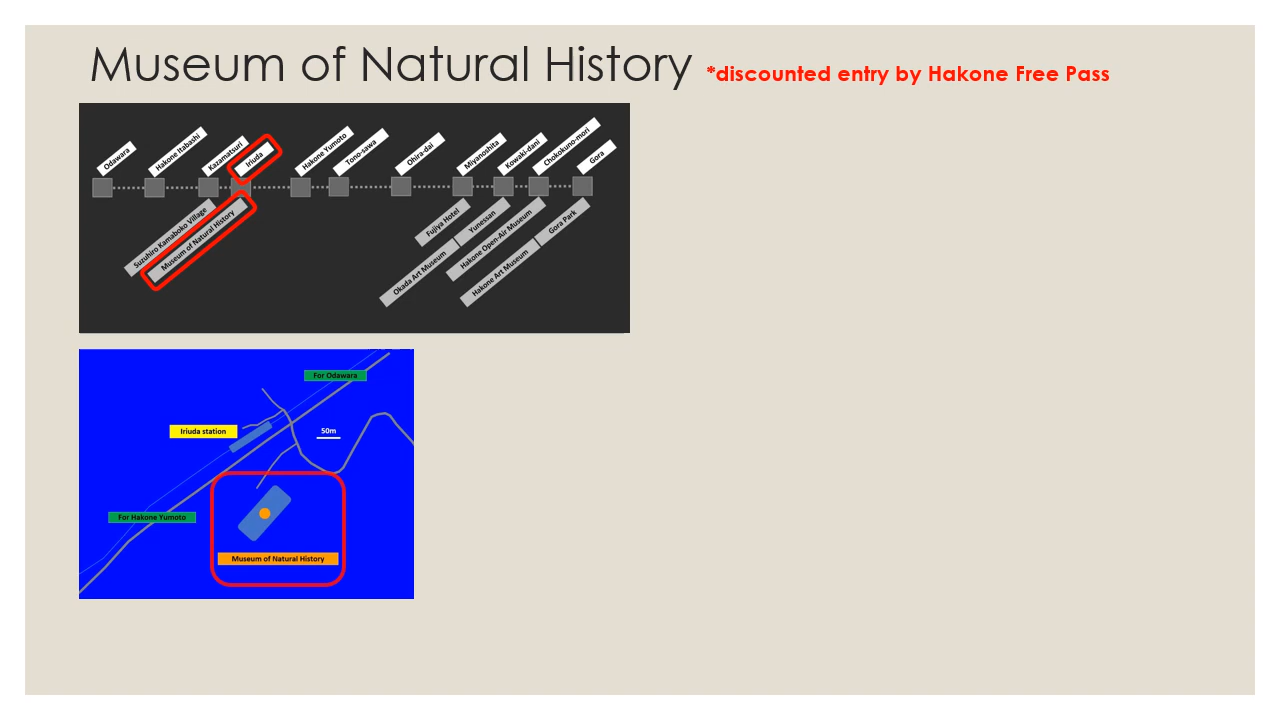 Museum of Natural History *discounted entry by Hakone Free Pass
Odawara
Hakone Itabashi
Kazamatsuri
Iriuda
Hakone Yumoto
Tono-sawa
Ohira-dai
Miyanoshita
Kowaki-dani
Chokokuno-mori
Gora
Suzuhiro Kamaboko Village
Museum of Natural History
Fujiya Hotel
Yunessan
Okada Art Museum
Hakone Open-Air Museum
Gora Park
Hakone Art Museum
For Odawara
Iriuda station
50m
For Hakone Yumoto
Museum of Natural History